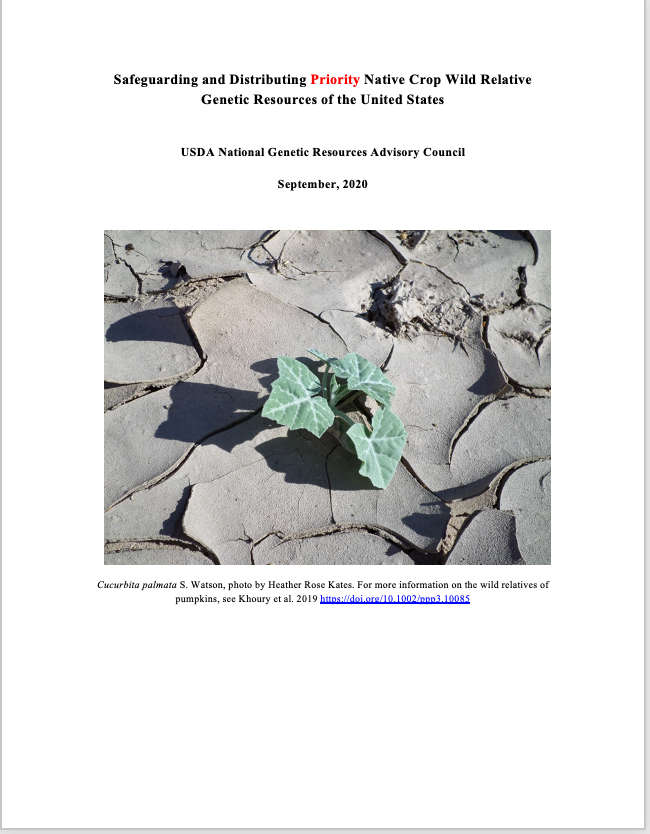 Safeguarding and Distributing Priority Native Crop Wild Relative
Genetic Resources of the United States
USDA National Genetic Resources Advisory Council
September, 2020
Cucurbita palmata S. Watson, photo by Heather Rose Kates. For more information on the wild relatives of
pumpkins, see Khoury et al. 2019 https://doi.org/10.1002/ppp3.10085